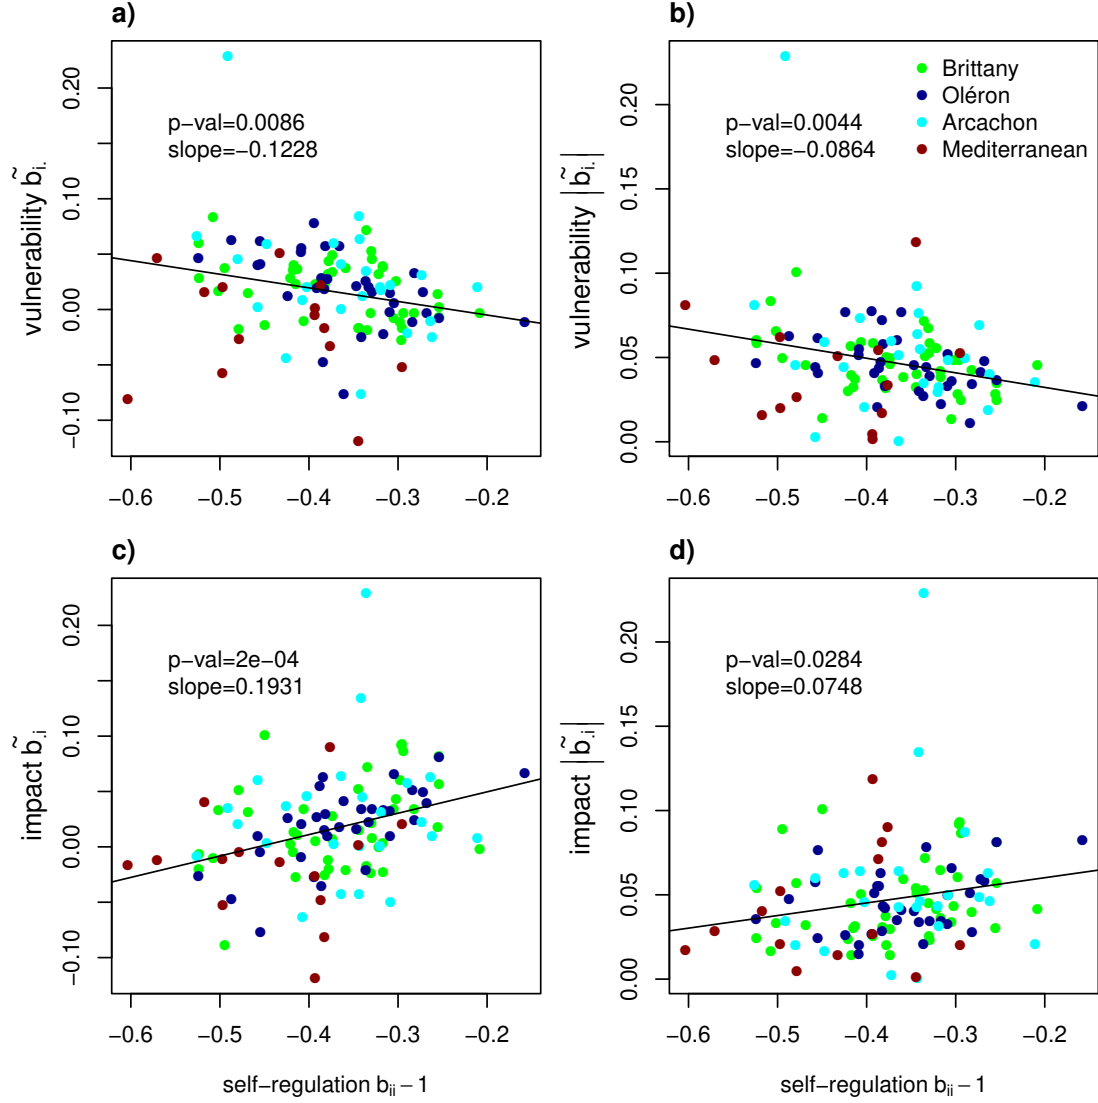 a)
vulnerability b̃i.
0.20
0.10
0.00
−0.10
p−val=0.0086
slope=−0.1228
−0.6 −0.5 −0.4 −0.3 −0.2
b)
vulnerability |b̃i.|
0.20
0.15
0.10
0.05
0.00
p−val=0.0044
slope=−0.0864
Brittany
Oléron
Arcachon
Mediterranean
−0.6 −0.5 −0.4 −0.3 −0.2
c)
impact b̃.i
0.20
0.10
0.00
−0.10
p−val=2e−04
slope=0.1931
−0.6 −0.5 −0.4 −0.3 −0.2
self−regulation bii − 1
d)
impact |b̃.i|
0.20
0.15
0.10
0.05
0.00
p−val=0.0284
slope=0.0748
−0.6 −0.5 −0.4 −0.3 −0.2
self−regulation bii − 1